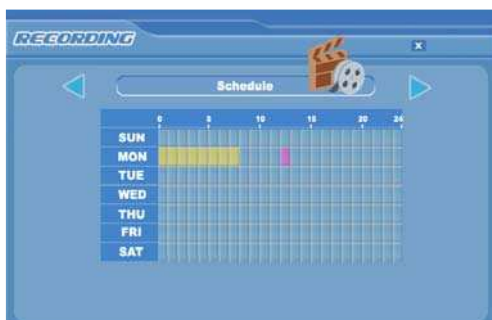 RECORDING
X
Schedule
0 5 10 15 20 24
SUN
MON
TUE
WED
THU
FRI
SAT